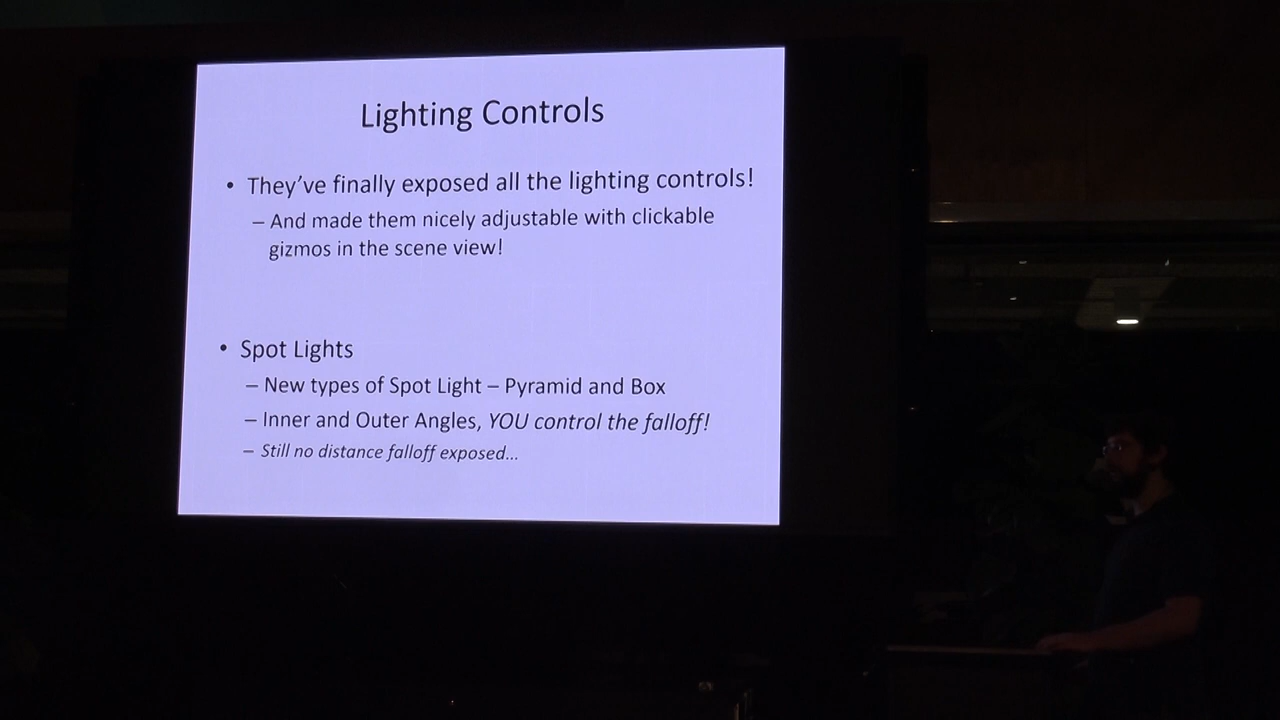 Lighting Controls
• They've finally exposed all the lighting controls!
– And made them nicely adjustable with clickable
gizmos in the scene view!
• Spot Lights
– New types of Spot Light – Pyramid and Box
– Inner and Outer Angles, YOU control the falloff!
– Still no distance falloff exposed...